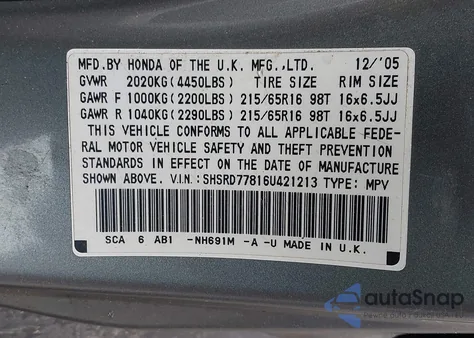 MFD.BY HONDA OF THE U.K. MFG.,LTD. 12/'05
GVWR 2020KG(4450LBS) TIRE SIZE RIM SIZE
GAWR F 1000KG(2200LBS) 215/65R16 98T 16x6.5JJ
GAWR R 1040KG(2290LBS) 215/65R16 98T 16x6.5JJ
THIS VEHICLE CONFORMS TO ALL APPLICABLE FEDE-
RAL MOTOR VEHICLE SAFETY AND THEFT PREVENTION
STANDARDS IN EFFECT ON THE DATE OF MANUFACTURE
SHOWN ABOVE. V.I.N.: SHSRD77816U421213 TYPE: MPV
SCA 6 AB1 -NH691M -A -U MADE IN U.K.
autoSnap